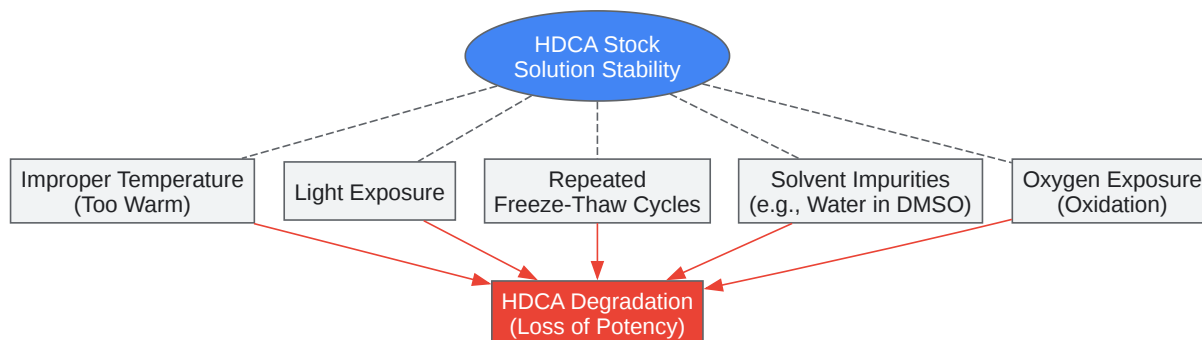 HDCA Stock
Solution Stability
Improper Temperature
(Too Warm)
Light Exposure
Repeated
Freeze-Thaw Cycles
Solvent Impurities
(e.g., Water in DMSO)
Oxygen Exposure
(Oxidation)
HDCA Degradation
(Loss of Potency)